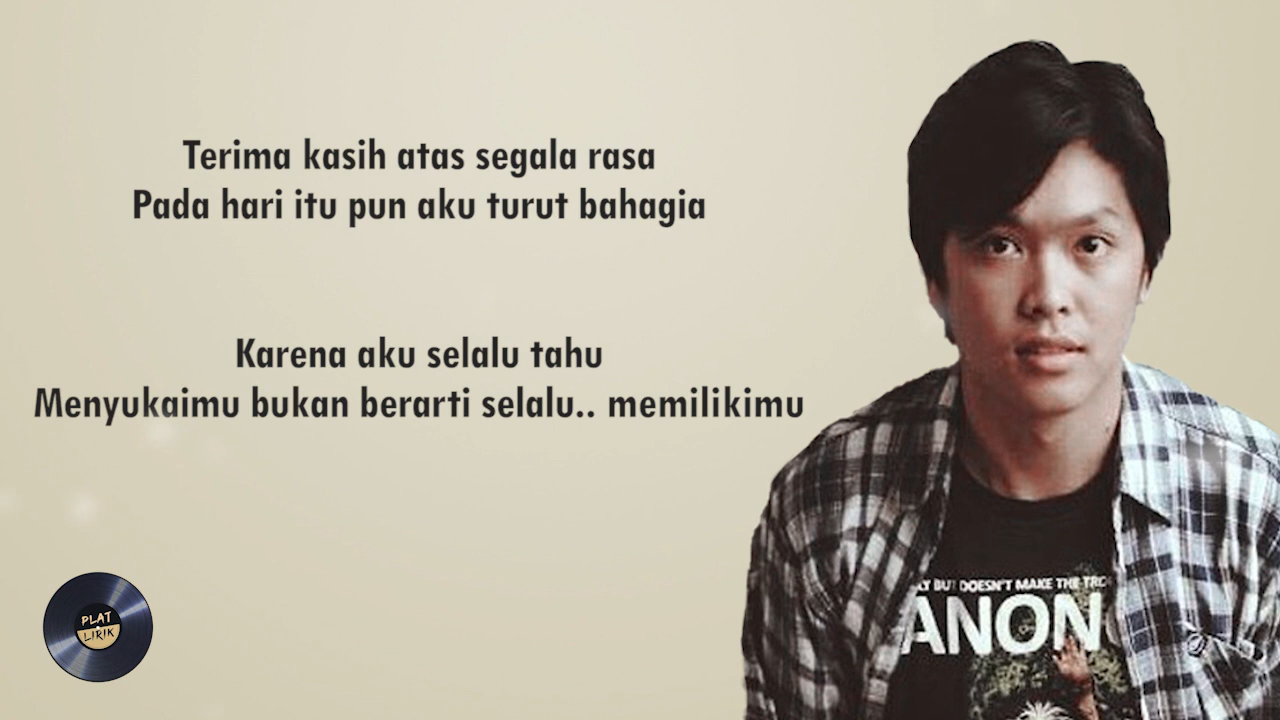 Terima kasih atas segala rasa
Pada hari itu pun aku turut bahagia
Karena aku selalu tahu
Menyukaimu bukan berarti selalu.. memilikimu
PLAT
LIRIK
BUT DOESN'T MAKE THE
ANON